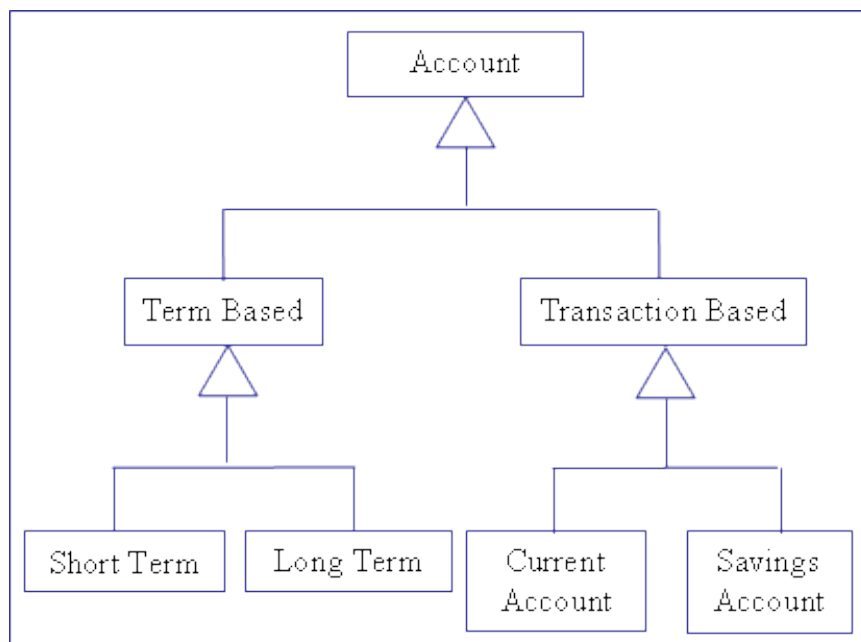 Account
Term Based
Transaction Based
Short Term
Long Term
Current
Account
Savings
Account